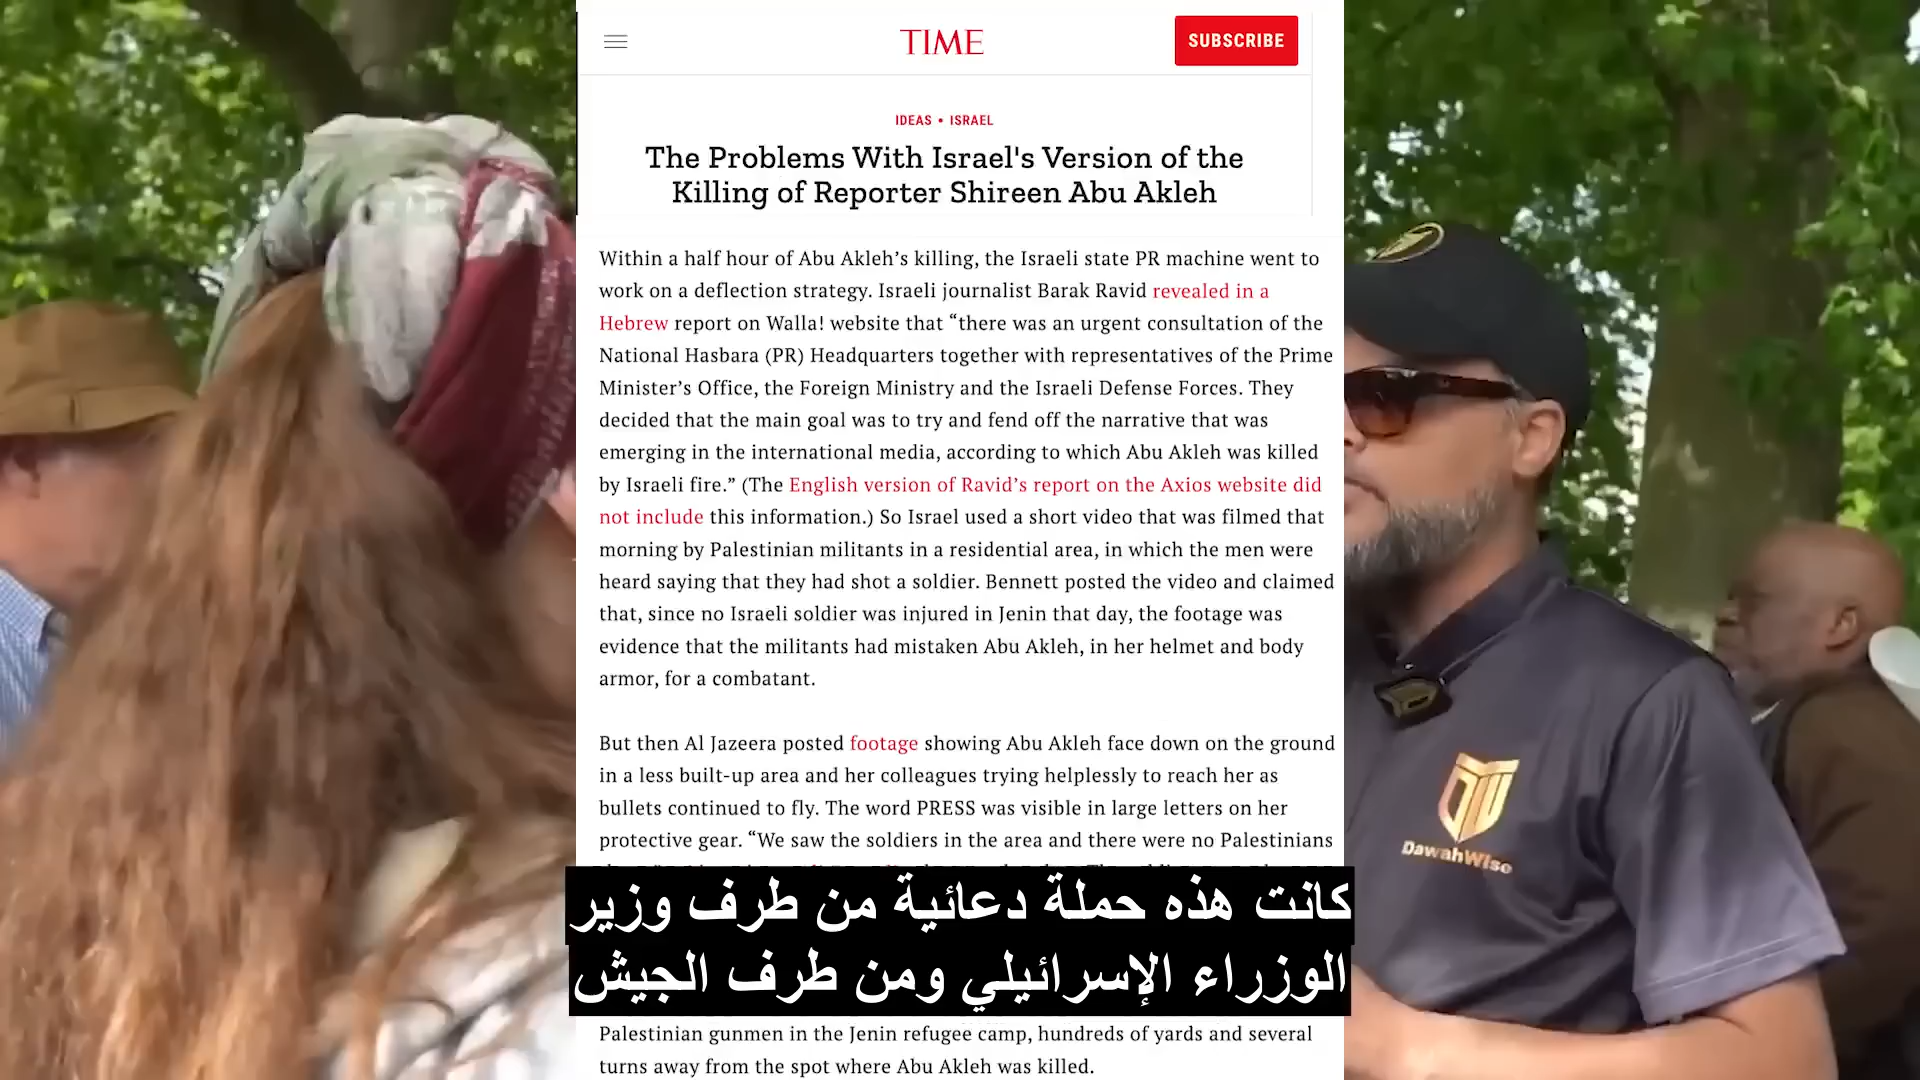 TIME
SUBSCRIBE
IDEAS • ISRAEL
The Problems With Israel's Version of the
Killing of Reporter Shireen Abu Akleh
Within a half hour of Abu Akleh’s killing, the Israeli state PR machine went to
work on a deflection strategy. Israeli journalist Barak Ravid revealed in a
Hebrew report on Walla! website that “there was an urgent consultation of the
National Hasbara (PR) Headquarters together with representatives of the Prime
Minister’s Office, the Foreign Ministry and the Israeli Defense Forces. They
decided that the main goal was to try and fend off the narrative that was
emerging in the international media, according to which Abu Akleh was killed
by Israeli fire.” (The English version of Ravid’s report on the Axios website did
not include this information.) So Israel used a short video that was filmed that
morning by Palestinian militants in a residential area, in which the men were
heard saying that they had shot a soldier. Bennett posted the video and claimed
that, since no Israeli soldier was injured in Jenin that day, the footage was
evidence that the militants had mistaken Abu Akleh, in her helmet and body
armor, for a combatant.
But then Al Jazeera posted footage showing Abu Akleh face down on the ground
in a less built-up area and her colleagues trying helplessly to reach her as
bullets continued to fly. The word PRESS was visible in large letters on her
protective gear. “We saw the soldiers in the area and there were no Palestinians
كانت هذه حملة دعائية من طرف وزير
الوزراء الإسرائيلي ومن طرف الجيش
Palestinian gunmen in the Jenin refugee camp, hundreds of yards and several
turns away from the spot where Abu Akleh was killed.
DawahWise